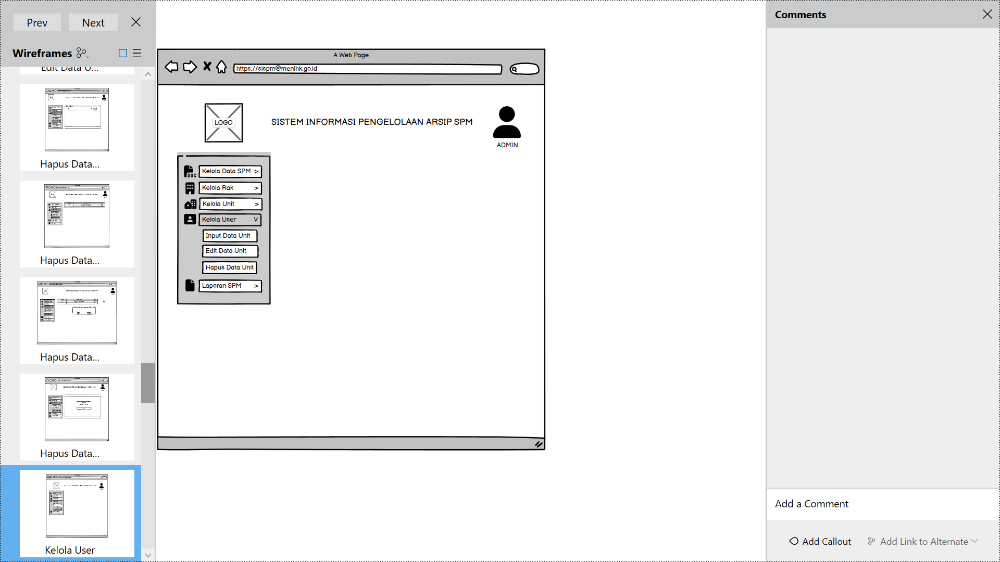 Prev
Next
Wireframes
Edit Data U...
Hapus Data...
Hapus Data...
Hapus Data...
Hapus Data...
Kelola User
A Web Page
https://sispm@menlhk.go.id
LOGO
SISTEM INFORMASI PENGELOLAAN ARSIP SPM
ADMIN
DOC
Kelola Data SPM >
Kelola Rak >
Kelola Unit >
Kelola User V
Input Data Unit
Edit Data Unit
Hapus Data Unit
Laporan SPM >
Comments
Add a Comment
Add Callout
Add Link to Alternate